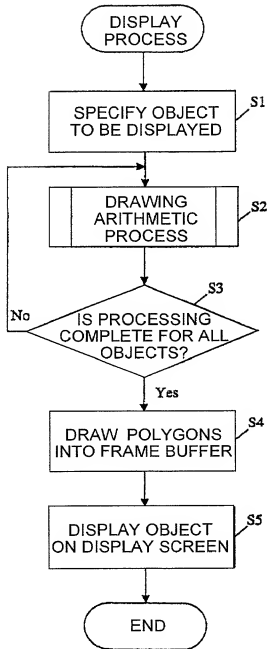 DISPLAY
PROCESS
S1
SPECIFY OBJECT
TO BE DISPLAYED
S2
DRAWING
ARITHMETIC
PROCESS
S3
No
IS PROCESSING
COMPLETE FOR ALL
OBJECTS?
Yes
S4
DRAW POLYGONS
INTO FRAME BUFFER
S5
DISPLAY OBJECT
ON DISPLAY SCREEN
END